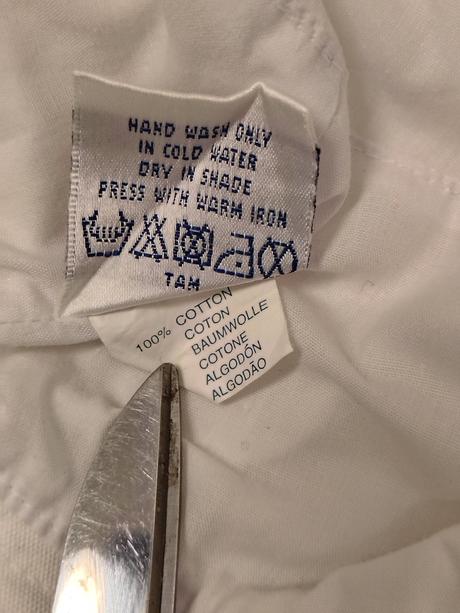 HAND WASH ONLY
IN COLD WATER
DRY IN SHADE
PRESS WITH WARM IRON
TAM
100% COTTON
COTON
BAUMWOLLE
COTONE
ALGODÓN
ALGODÃO